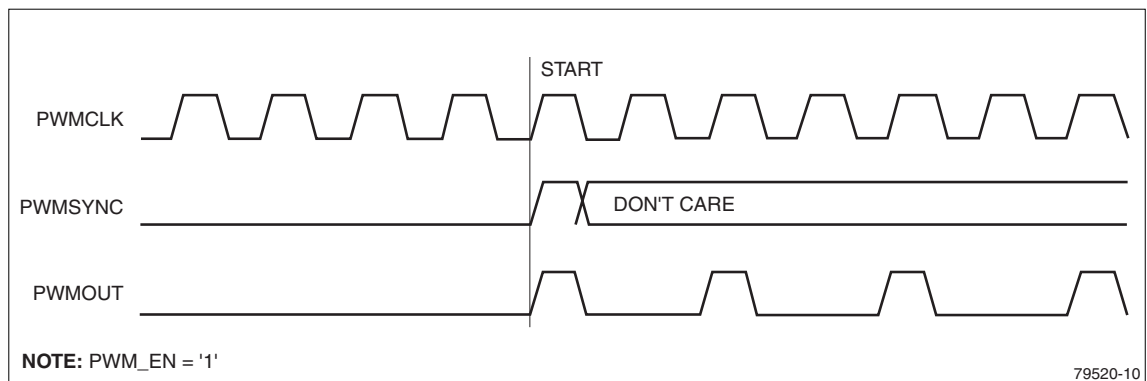 START
PWMCLK
PWMSYNC
DON'T CARE
PWMOUT
NOTE: PWM_EN = '1'
79520-10